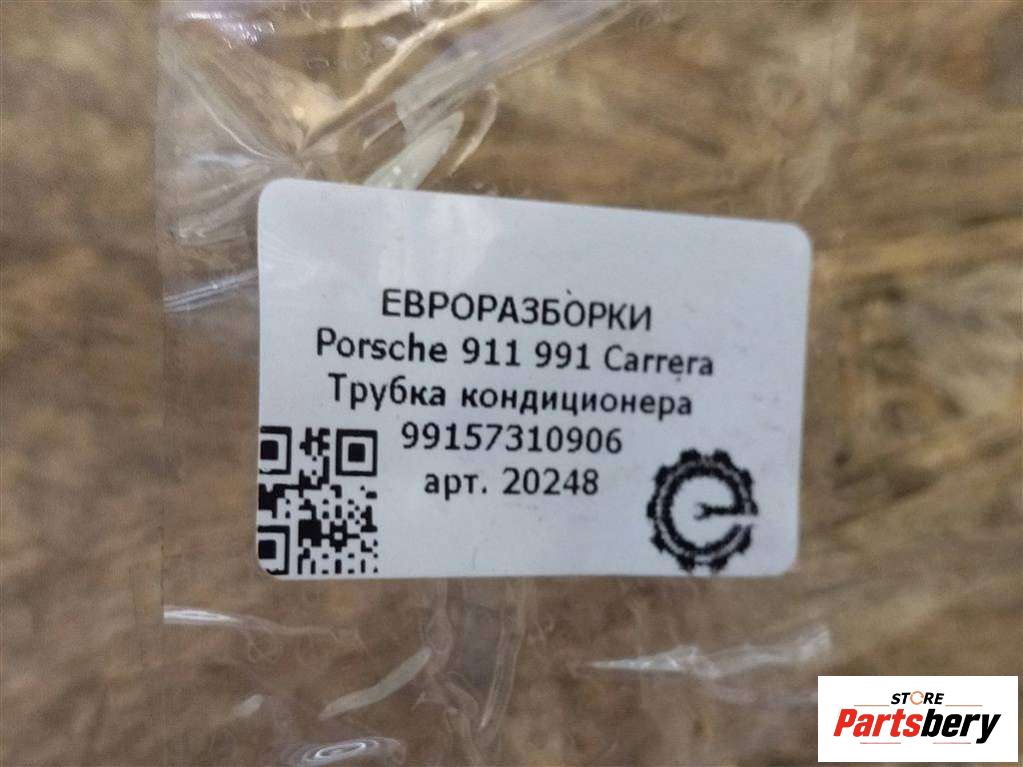 ЕВРОРАЗБОРКИ
Porsche 911 991 Carrera
Трубка кондиционера
99157310906
арт. 20248
STORE
Partsbery